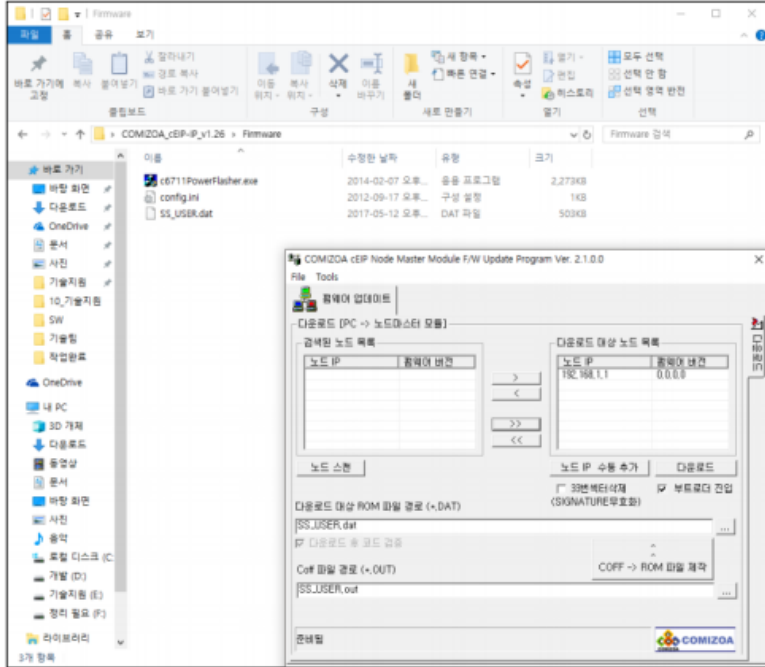 Firmware
파일 홈 공유 보기
바로 가기에 고정
복사
붙여넣기
잘라내기
경로 복사
바로 가기 붙여넣기
클립보드
이동 위치
복사 위치
삭제
이름 바꾸기
구성
새 폴더
새 항목
빠른 연결
새로 만들기
속성
열기
편집
히스토리
열기
모두 선택
선택 안 함
선택 영역 반전
선택
COMIZOA_cEIP-IP_v1.26 > Firmware
Firmware 검색
이름 수정한 날짜 유형 크기
c6711PowerFlasher.exe 2014-02-07 오후... 응용 프로그램 2,273KB
config.ini 2012-09-17 오후... 구성 설정 1KB
SS_USER.dat 2017-05-12 오후... DAT 파일 503KB
바로 가기
바탕 화면
다운로드
OneDrive
문서
사진
기술지원
10_기술지원
SW
기술팀
작업완료
OneDrive
내 PC
3D 개체
다운로드
동영상
문서
바탕 화면
사진
음악
로컬 디스크 (C:
개발 (D:)
기술지원 (E:)
정리 필요 (F:)
라이브러리
3개 항목
COMIZOA cEIP Node Master Module F/W Update Program Ver. 2.1.0.0
File Tools
펌웨어 업데이트
다운로드 [PC -> 노드마스터 모듈]
검색된 노드 목록
노드 IP 펌웨어 버전
>
<
>>
<<
다운로드 대상 노드 목록
노드 IP 펌웨어 버전
192.168.1.1 0.0.0.0
다운로드
노드 스캔
노드 IP 수동 추가
다운로드
33번섹터삭제
(SIGNATURE무효화)
부트로더 진입
다운로드 대상 ROM 파일 경로 (*.DAT)
SS_USER.dat
...
다운로드 후 코드 검증
COFF -> ROM 파일 제작
Coff 파일 경로 (*.OUT)
SS_USER.out
...
준비됨
COMIZOA